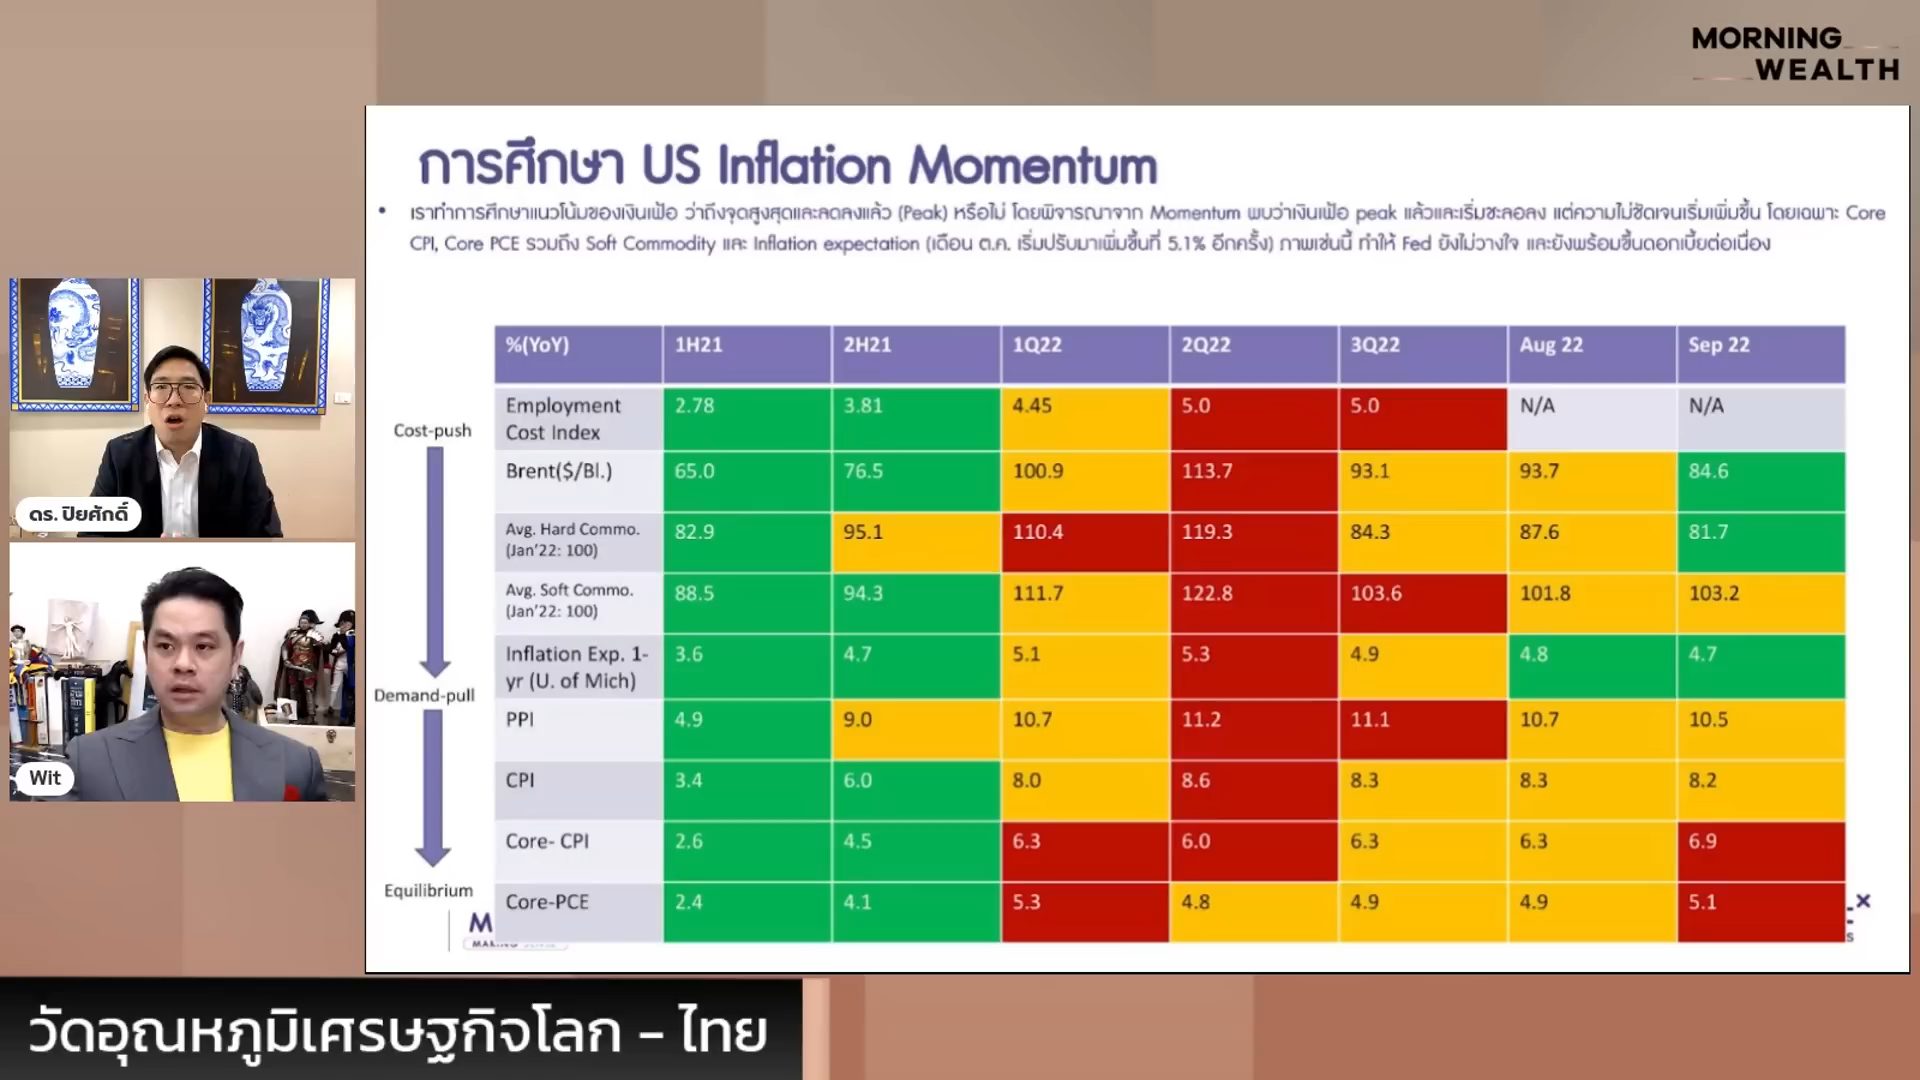 MORNING
WEALTH
การศึกษา US Inflation Momentum
• เราทำการศึกษาแนวโน้มของเงินเฟ้อ ว่าถึงจุดสูงสุดและลดลงแล้ว (Peak) หรือไม่ โดยพิจารณาจาก Momentum พบว่าเงินเฟ้อ peak แล้วและเริ่มชะลอลง แต่ความไม่ชัดเจนเริ่มเพิ่มขึ้น โดยเฉพาะ Core
CPI, Core PCE รวมถึง Soft Commodity และ Inflation expectation (เดือน ต.ค. เริ่มปรับมาเพิ่มขึ้นที่ 5.1% อีกครั้ง) ภาพเช่นนี้ ทำให้ Fed ยังไม่วางใจ และยังพร้อมขึ้นดอกเบี้ยต่อเนื่อง
%(YoY) 1H21 2H21 1Q22 2Q22 3Q22 Aug 22 Sep 22
Cost-push
Employment
Cost Index 2.78 3.81 4.45 5.0 5.0 N/A N/A
Brent($/Bl.) 65.0 76.5 100.9 113.7 93.1 93.7 84.6
Avg. Hard Commo.
(Jan'22: 100) 82.9 95.1 110.4 119.3 84.3 87.6 81.7
Avg. Soft Commo.
(Jan'22: 100) 88.5 94.3 111.7 122.8 103.6 101.8 103.2
Inflation Exp. 1-
yr (U. of Mich) 3.6 4.7 5.1 5.3 4.9 4.8 4.7
Demand-pull
PPI 4.9 9.0 10.7 11.2 11.1 10.7 10.5
CPI 3.4 6.0 8.0 8.6 8.3 8.3 8.2
Core- CPI 2.6 4.5 6.3 6.0 6.3 6.3 6.9
Equilibrium
Core-PCE 2.4 4.1 5.3 4.8 4.9 4.9 5.1
ดร. ปิยศักดิ์
Wit
วัดอุณหภูมิเศรษฐกิจโลก – ไทย